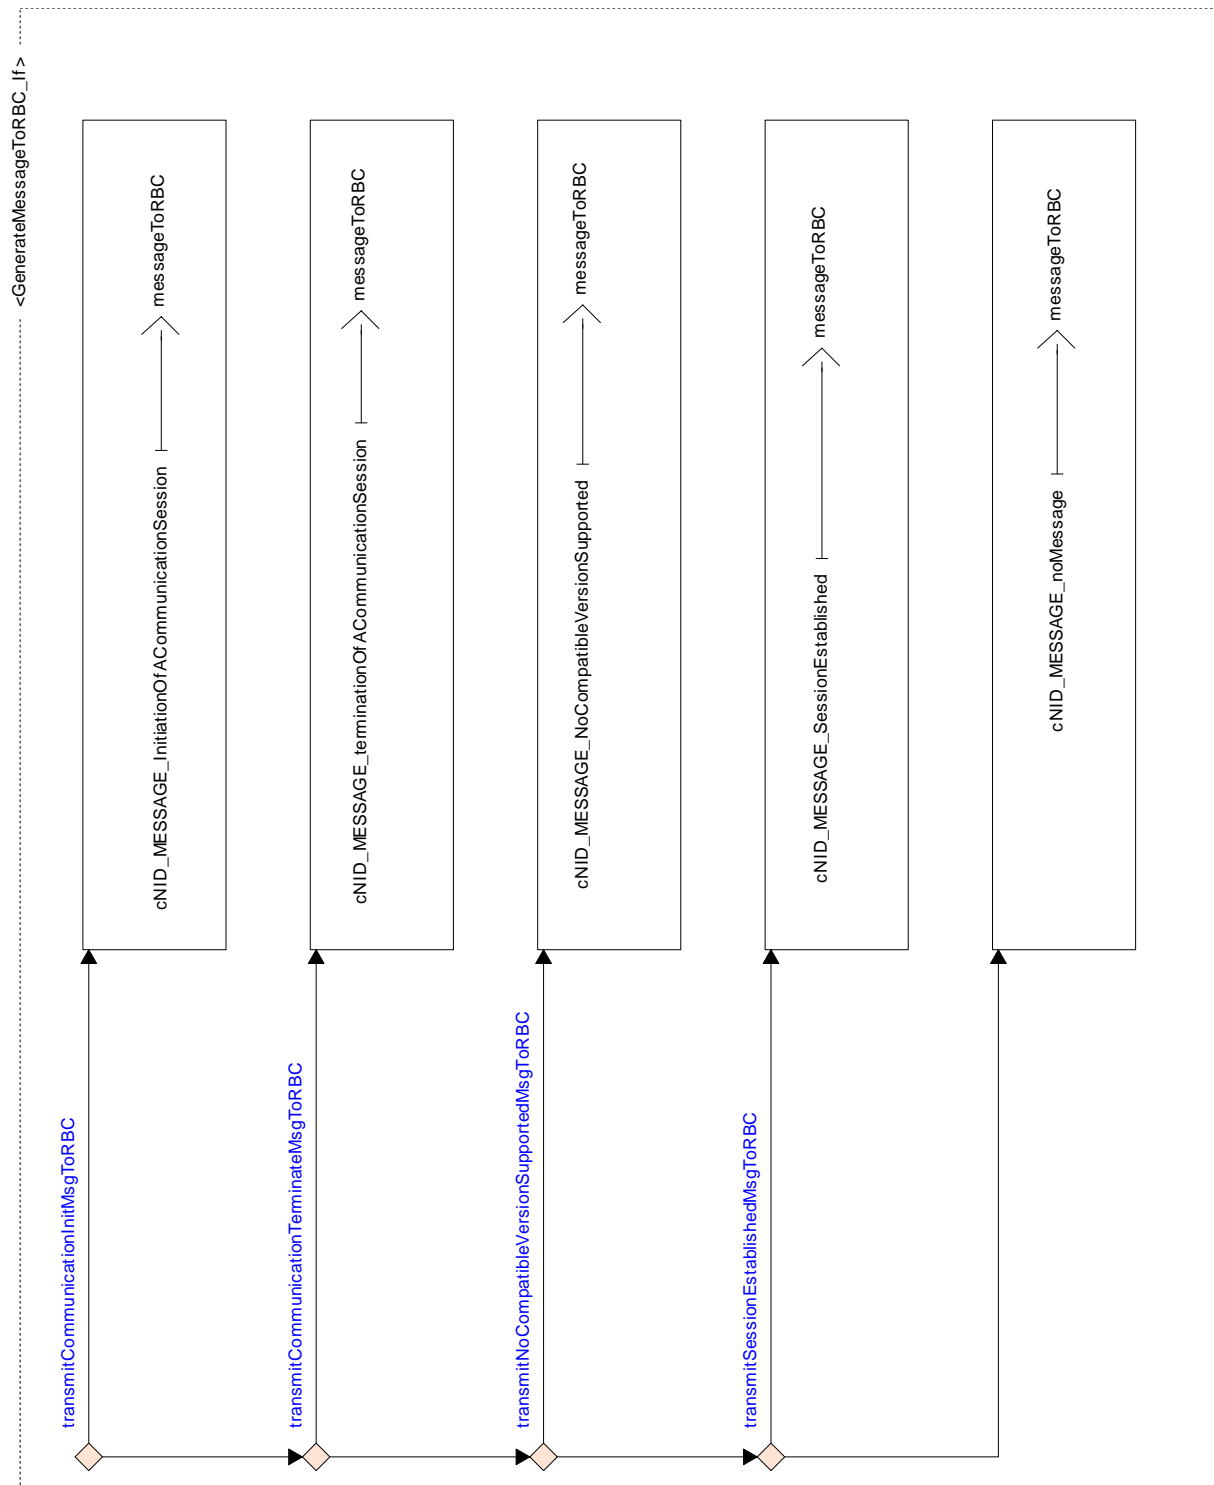 <GenerateMessageToRBC_If>
transmitCommunicationInitMsgToRBC
cNID_MESSAGE_InitiationOfACommunicationSession
messageToRBC
transmitCommunicationTerminateMsgToRBC
cNID_MESSAGE_terminationOfACommunicationSession
messageToRBC
transmitNoCompatibleVersionSupportedMsgToRBC
cNID_MESSAGE_NoCompatibleVersionSupported
messageToRBC
transmitSessionEstablishedMsgToRBC
cNID_MESSAGE_SessionEstablished
messageToRBC
cNID_MESSAGE_noMessage
messageToRBC